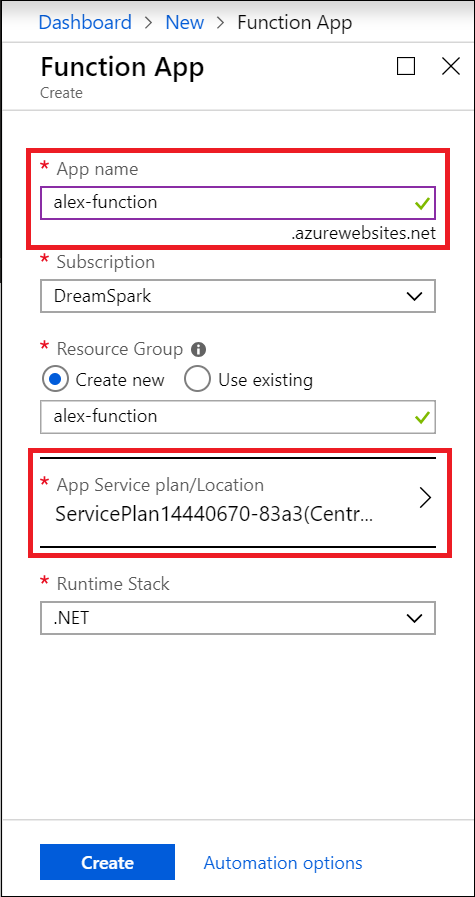 Dashboard > New > Function App
Function App
Create
* App name
alex-function
.azurewebsites.net
* Subscription
DreamSpark
* Resource Group
Create new Use existing
alex-function
* App Service plan/Location
ServicePlan14440670-83a3(Centr...
* Runtime Stack
.NET
Create Automation options